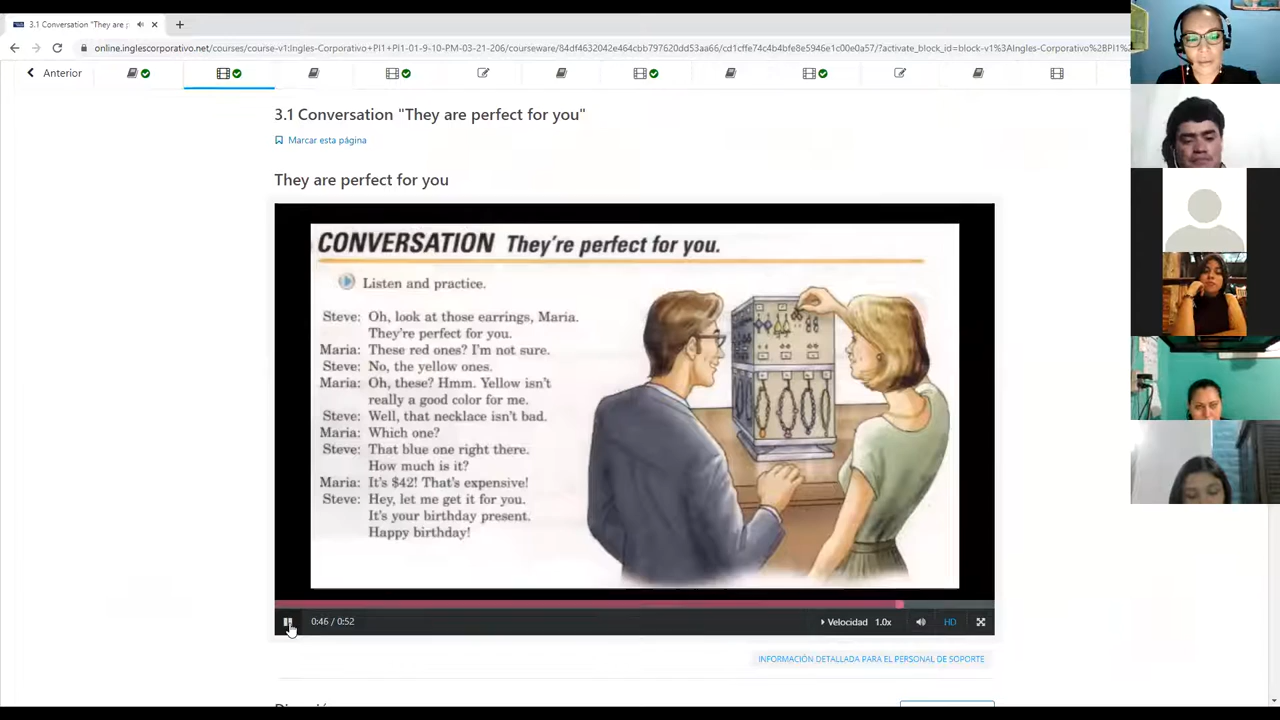 3.1 Conversation "They are p
online.inglescorporativo.net/courses/course-v1:Ingles-Corporativo+PI1+PI1-01-9-10-PM-03-21-206/courseware/84df4632042e464cbb797620dd53aa66/cd1cffe74c4b4bfe8e5946e1c00e0a57/?activate_block_id=block-v1%3AIngles-Corporativo%2BPI1%
Anterior
3.1 Conversation "They are perfect for you"
Marcar esta página
They are perfect for you
CONVERSATION They're perfect for you.
Listen and practice.
Steve: Oh, look at those earrings, Maria.
They're perfect for you.
Maria: These red ones? I'm not sure.
Steve: No, the yellow ones.
Maria: Oh, these? Hmm. Yellow isn't
really a good color for me.
Steve: Well, that necklace isn't bad.
Maria: Which one?
Steve: That blue one right there.
How much is it?
Maria: It's $42! That's expensive!
Steve: Hey, let me get it for you.
It's your birthday present.
Happy birthday!
0:46 / 0:52
Velocidad 1.0x
HD
INFORMACIÓN DETALLADA PARA EL PERSONAL DE SOPORTE